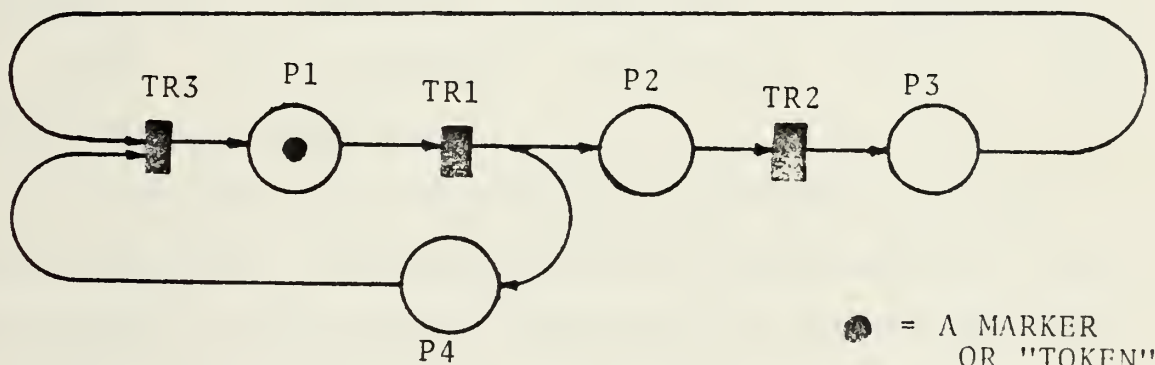 TR3
P1
TR1
P2
TR2
P3
P4
= A MARKER
OR "TOKEN"